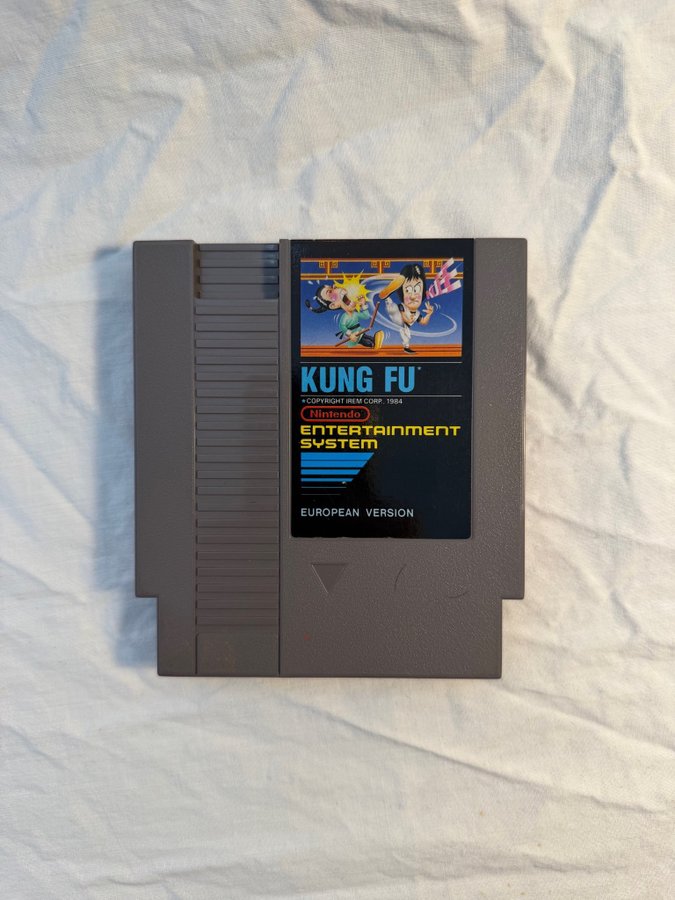 KUNG FU*
*COPYRIGHT IREM CORP. 1984
Nintendo
ENTERTAINMENT
SYSTEM
EUROPEAN VERSION